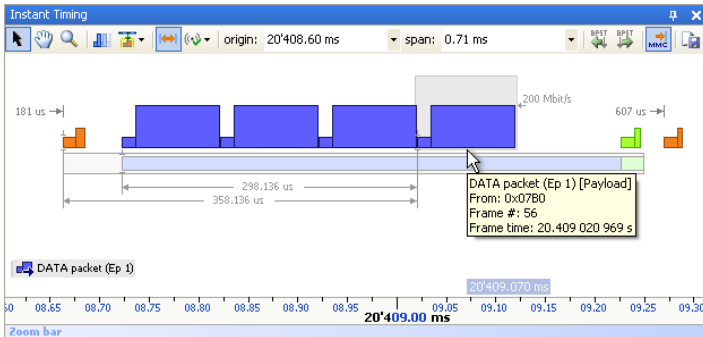 Instant Timing
origin: 20'408.60 ms span: 0.71 ms BPST BPST MMC
200 Mbit/s
181 us 607 us
298.136 us
358.136 us
DATA packet (Ep 1) [Payload]
From: 0x07B0
Frame #: 56
Frame time: 20.409 020 969 s
DATA packet (Ep 1)
20'409.070 ms
08.65 08.70 08.75 08.80 08.85 08.90 08.95 20'409.00 ms 09.05 09.10 09.15 09.20 09.25 09.30
Zoom bar